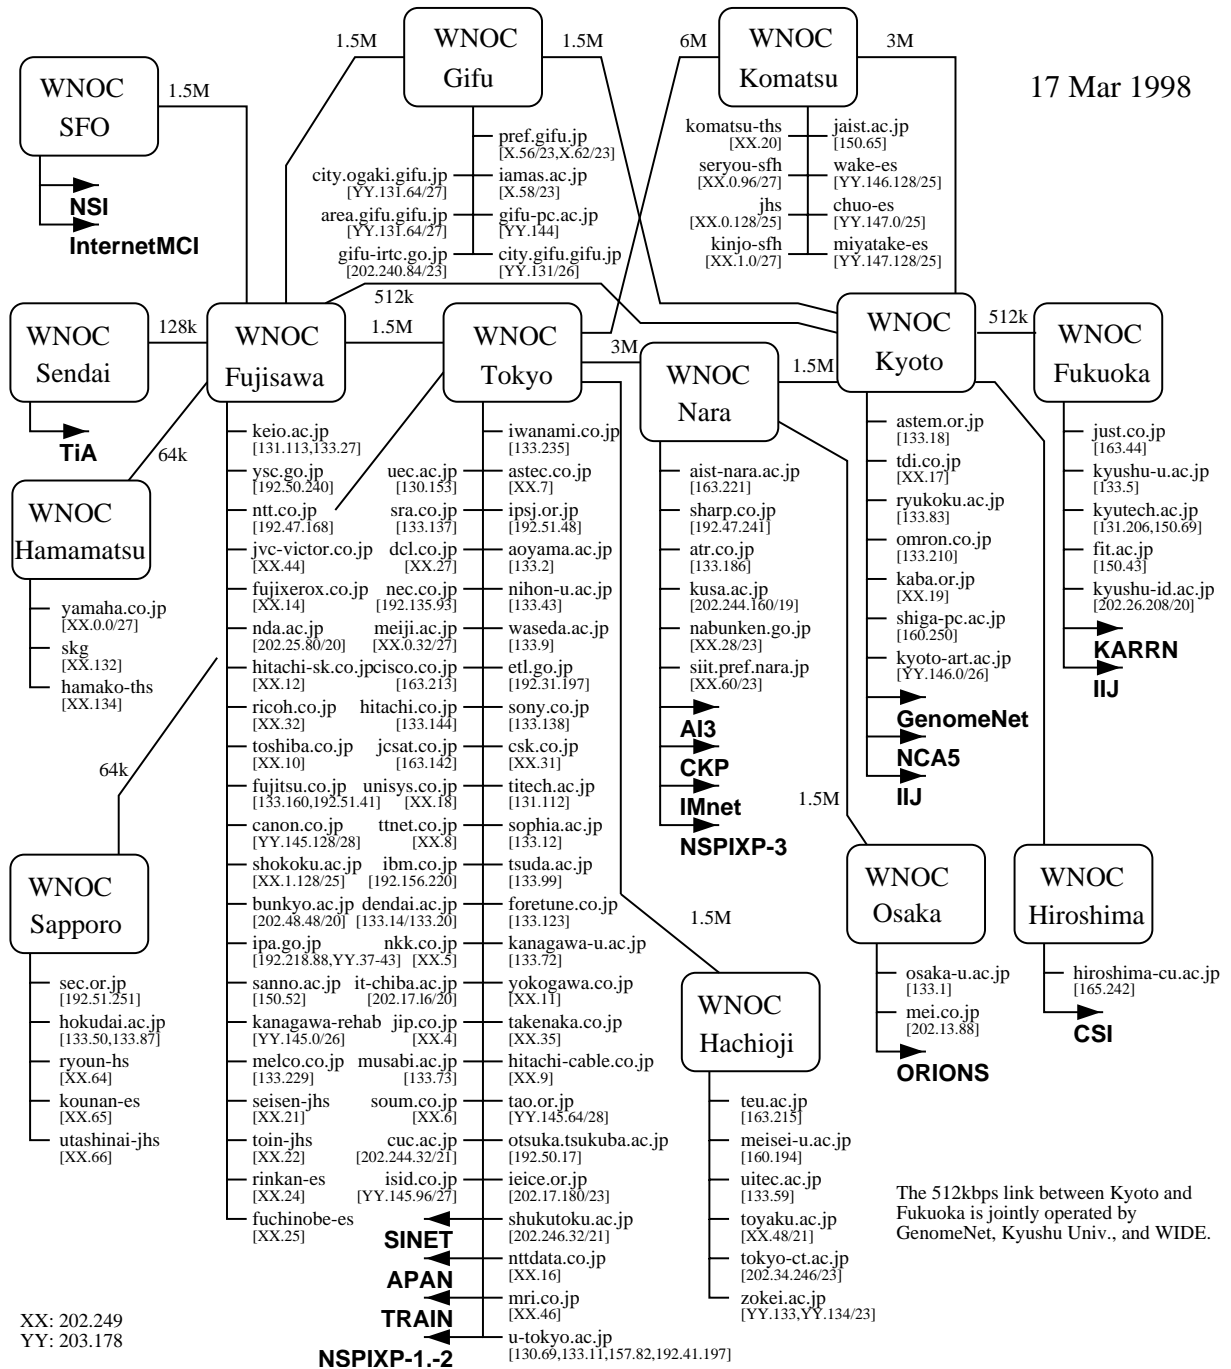 17 Mar 1998
WNOC
SFO
1.5M
NSI
InternetMCI
1.5M
WNOC
Gifu
1.5M
pref.gifu.jp
[X.56/23,X.62/23]
city.ogaki.gifu.jp
[YY.131.64/27]
iamas.ac.jp
[X.58/23]
area.gifu.gifu.jp
[YY.131.64/27]
gifu-pc.ac.jp
[YY.144]
gifu-irtc.go.jp
[202.240.84/23]
city.gifu.gifu.jp
[YY.131/26]
6M
WNOC
Komatsu
3M
komatsu-ths
[XX.20]
jaist.ac.jp
[150.65]
seryou-sfh
[XX.0.96/27]
wake-es
[YY.146.128/25]
jhs
[XX.0.128/25]
chuo-es
[YY.147.0/25]
kinjo-sfh
[XX.1.0/27]
miyatake-es
[YY.147.128/25]
WNOC
Sendai
128k
TiA
WNOC
Fujisawa
512k
1.5M
WNOC
Tokyo
3M
WNOC
Nara
1.5M
WNOC
Kyoto
512k
WNOC
Fukuoka
64k
WNOC
Hamamatsu
yamaha.co.jp
[XX.0.0/27]
skg
[XX.132]
hamako-ths
[XX.134]
64k
WNOC
Sapporo
sec.or.jp
[192.51.251]
hokudai.ac.jp
[133.50,133.87]
ryoun-hs
[XX.64]
kounan-es
[XX.65]
utashinai-jhs
[XX.66]
keio.ac.jp
[131.113,133.27]
ysc.go.jp
[192.50.240]
ntt.co.jp
[192.47.168]
jvc-victor.co.jp
[XX.44]
fujixerox.co.jp
[XX.14]
nda.ac.jp
[202.25.80/20]
hitachi-sk.co.jp
[XX.12]
ricoh.co.jp
[XX.32]
toshiba.co.jp
[XX.10]
fujitsu.co.jp
[133.160,192.51.41]
canon.co.jp
[YY.145.128/28]
shokoku.ac.jp
[XX.1.128/25]
bunkyo.ac.jp
[202.48.48/20]
ipa.go.jp
[192.218.88,YY.37-43]
sanno.ac.jp
[150.52]
kanagawa-rehab
[YY.145.0/26]
melco.co.jp
[133.229]
seisen-jhs
[XX.21]
toin-jhs
[XX.22]
rinkan-es
[XX.24]
fuchinobe-es
[XX.25]
uec.ac.jp
[130.153]
sra.co.jp
[133.137]
dcl.co.jp
[XX.27]
nec.co.jp
[192.135.93]
meiji.ac.jp
[XX.0.32/27]
cisco.co.jp
[163.213]
hitachi.co.jp
[133.144]
jcsat.co.jp
[163.142]
unisys.co.jp
[XX.18]
ttnet.co.jp
[XX.8]
ibm.co.jp
[192.156.220]
dendai.ac.jp
[133.14/133.20]
nkk.co.jp
[XX.5]
it-chiba.ac.jp
[202.17.l6/20]
jip.co.jp
[XX.4]
musabi.ac.jp
[133.73]
soum.co.jp
[XX.6]
cuc.ac.jp
[202.244.32/21]
isid.co.jp
[YY.145.96/27]
SINET
APAN
TRAIN
NSPIXP-1,-2
iwanami.co.jp
[133.235]
astec.co.jp
[XX.7]
ipsj.or.jp
[192.51.48]
aoyama.ac.jp
[133.2]
nihon-u.ac.jp
[133.43]
waseda.ac.jp
[133.9]
etl.go.jp
[192.31.197]
sony.co.jp
[133.138]
csk.co.jp
[XX.31]
titech.ac.jp
[131.112]
sophia.ac.jp
[133.12]
tsuda.ac.jp
[133.99]
foretune.co.jp
[133.123]
kanagawa-u.ac.jp
[133.72]
yokogawa.co.jp
[XX.11]
takenaka.co.jp
[XX.35]
hitachi-cable.co.jp
[XX.9]
tao.or.jp
[YY.145.64/28]
otsuka.tsukuba.ac.jp
[192.50.17]
ieice.or.jp
[202.17.180/23]
shukutoku.ac.jp
[202.246.32/21]
nttdata.co.jp
[XX.16]
mri.co.jp
[XX.46]
u-tokyo.ac.jp
[130.69,133.11,157.82,192.41.197]
aist-nara.ac.jp
[163.221]
sharp.co.jp
[192.47.241]
atr.co.jp
[133.186]
kusa.ac.jp
[202.244.160/19]
nabunken.go.jp
[XX.28/23]
siit.pref.nara.jp
[XX.60/23]
AI3
CKP
IMnet
NSPIXP-3
astem.or.jp
[133.18]
tdi.co.jp
[XX.17]
ryukoku.ac.jp
[133.83]
omron.co.jp
[133.210]
kaba.or.jp
[XX.19]
shiga-pc.ac.jp
[160.250]
kyoto-art.ac.jp
[YY.146.0/26]
GenomeNet
NCA5
IIJ
just.co.jp
[163.44]
kyushu-u.ac.jp
[133.5]
kyutech.ac.jp
[131.206,150.69]
fit.ac.jp
[150.43]
kyushu-id.ac.jp
[202.26.208/20]
KARRN
IIJ
1.5M
WNOC
Osaka
osaka-u.ac.jp
[133.1]
mei.co.jp
[202.13.88]
ORIONS
WNOC
Hiroshima
hiroshima-cu.ac.jp
[165.242]
CSI
1.5M
WNOC
Hachioji
teu.ac.jp
[163.215]
meisei-u.ac.jp
[160.194]
uitec.ac.jp
[133.59]
toyaku.ac.jp
[XX.48/21]
tokyo-ct.ac.jp
[202.34.246/23]
zokei.ac.jp
[YY.133,YY.134/23]
The 512kbps link between Kyoto and
Fukuoka is jointly operated by
GenomeNet, Kyushu Univ., and WIDE.
XX: 202.249
YY: 203.178